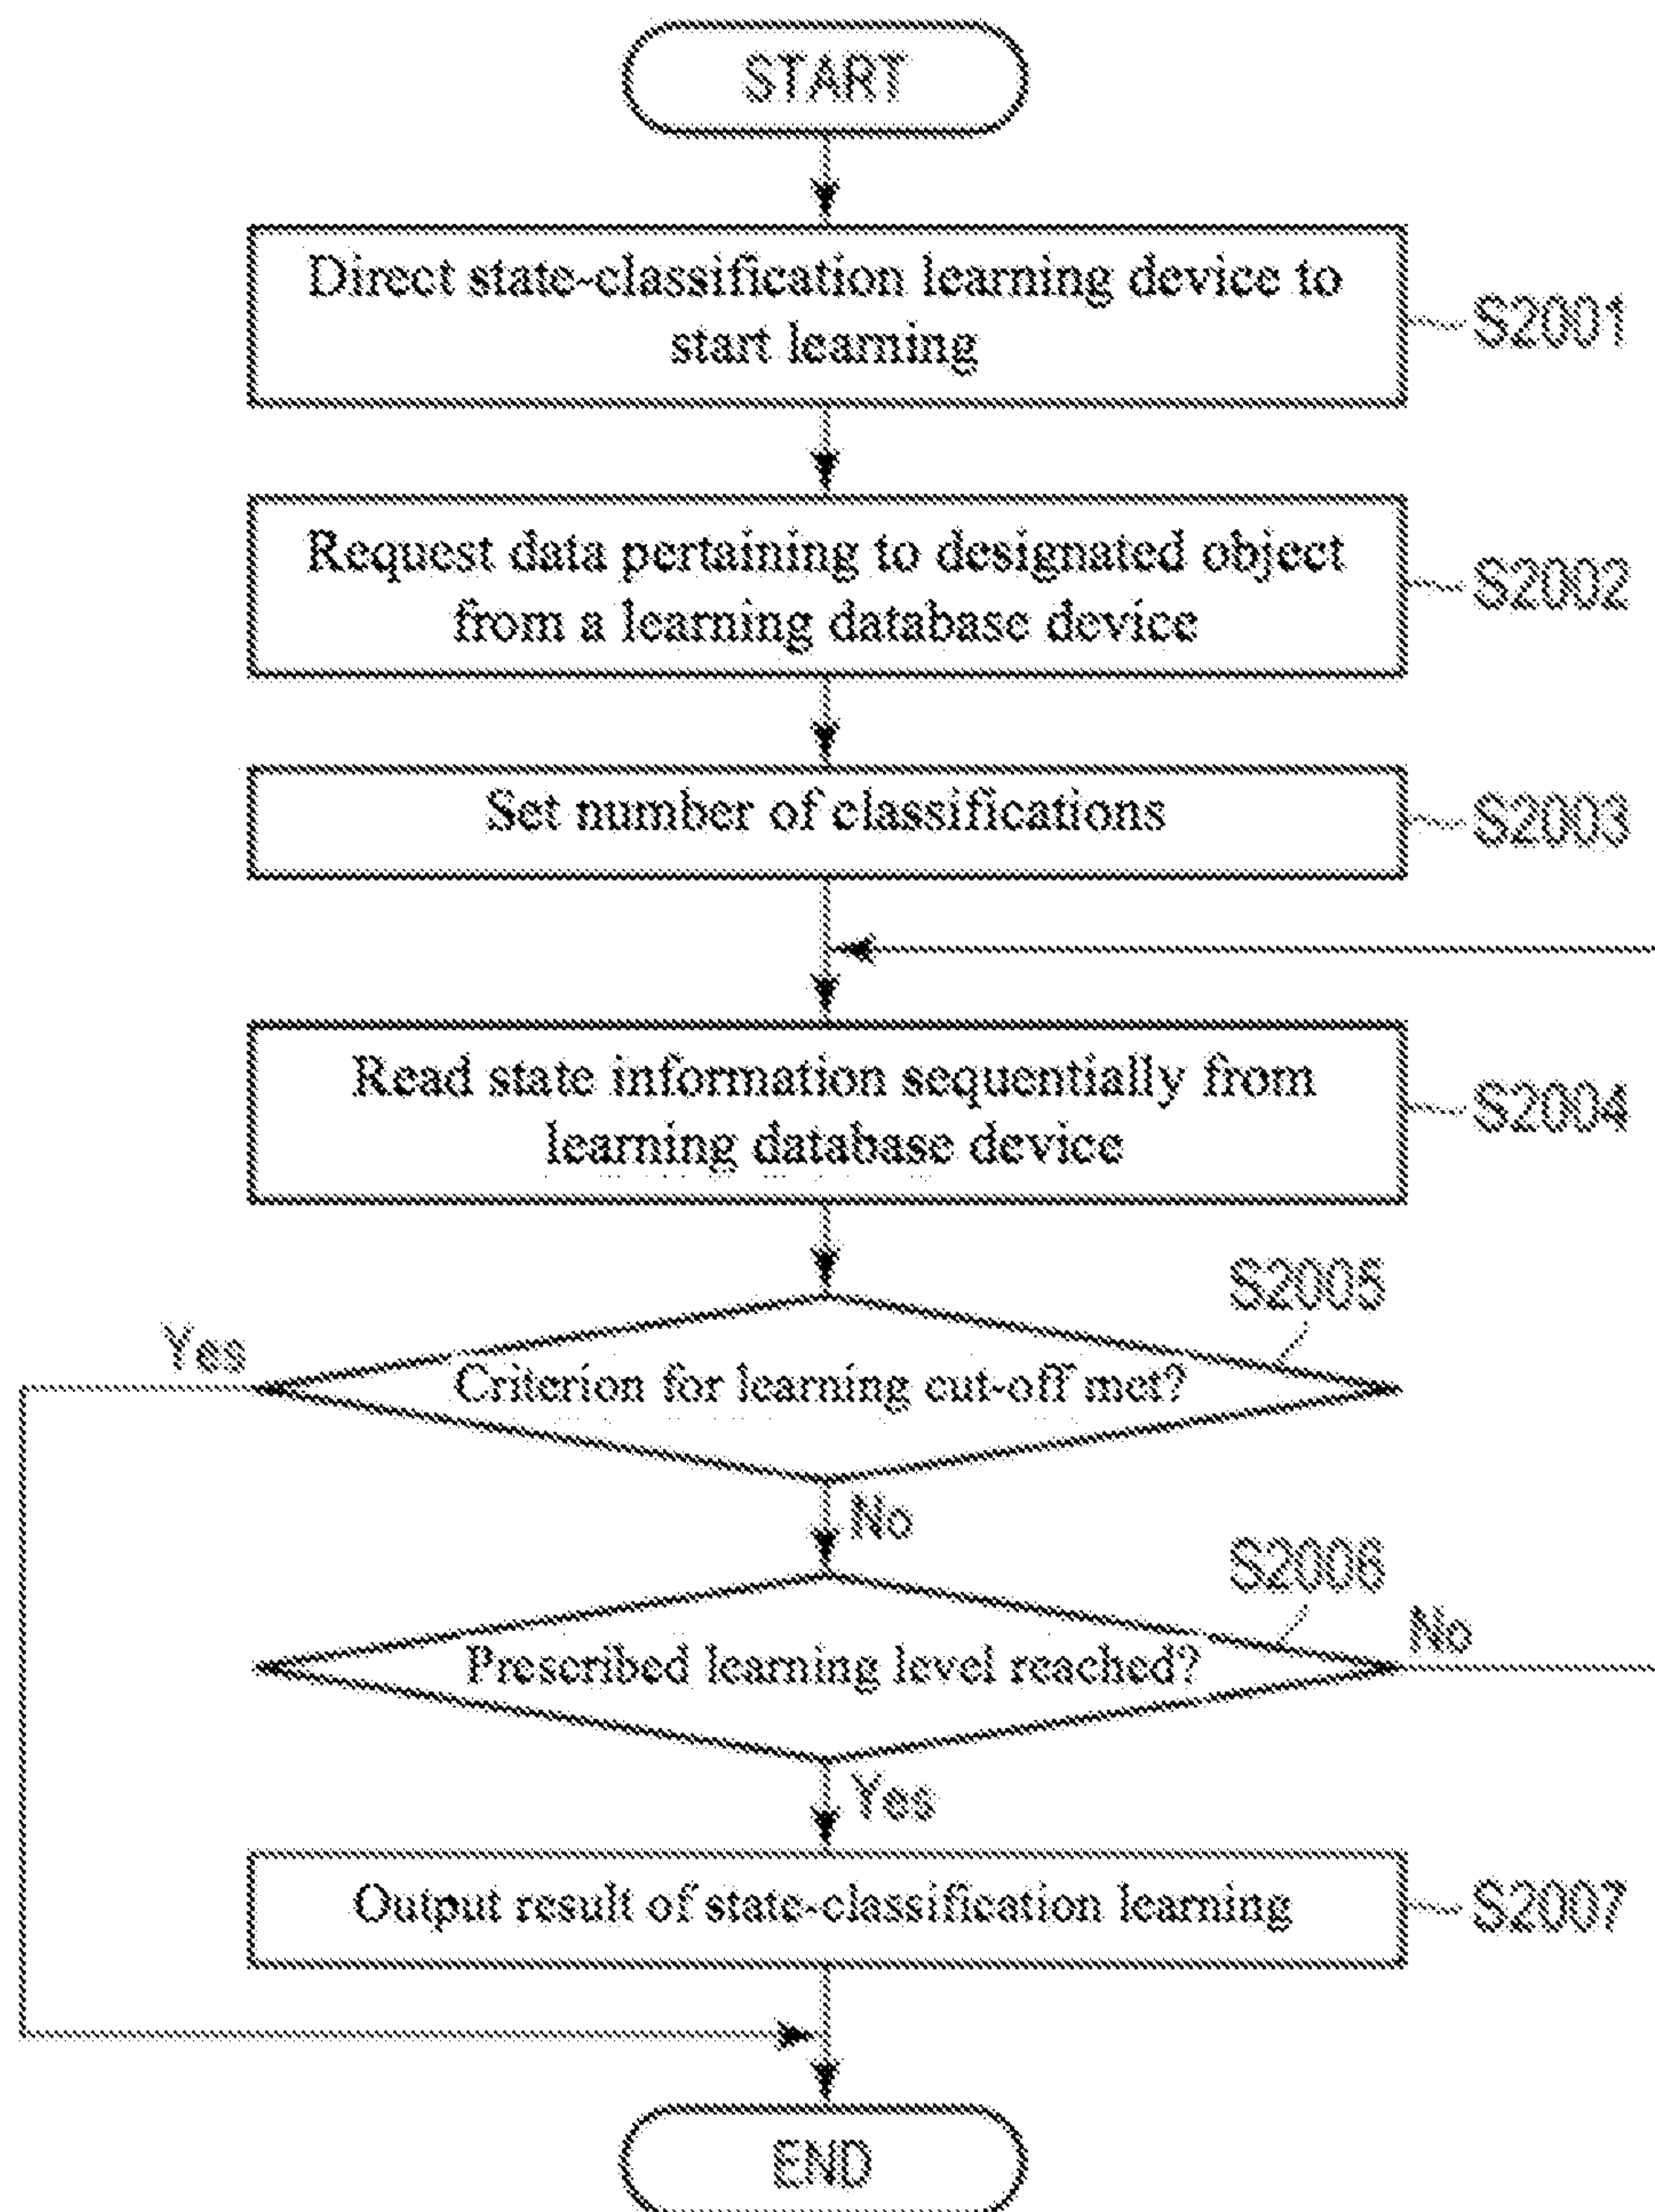 START
Direct state-classification learning device to
start learning
S2001
Request data pertaining to designated object
from a learning database device
S2002
Set number of classifications
S2003
Read state information sequentially from
learning database device
S2004
S2005
Yes
Criterion for learning cut-off met?
No
S2006
No
Prescribed learning level reached?
Yes
Output result of state-classification learning
S2007
END